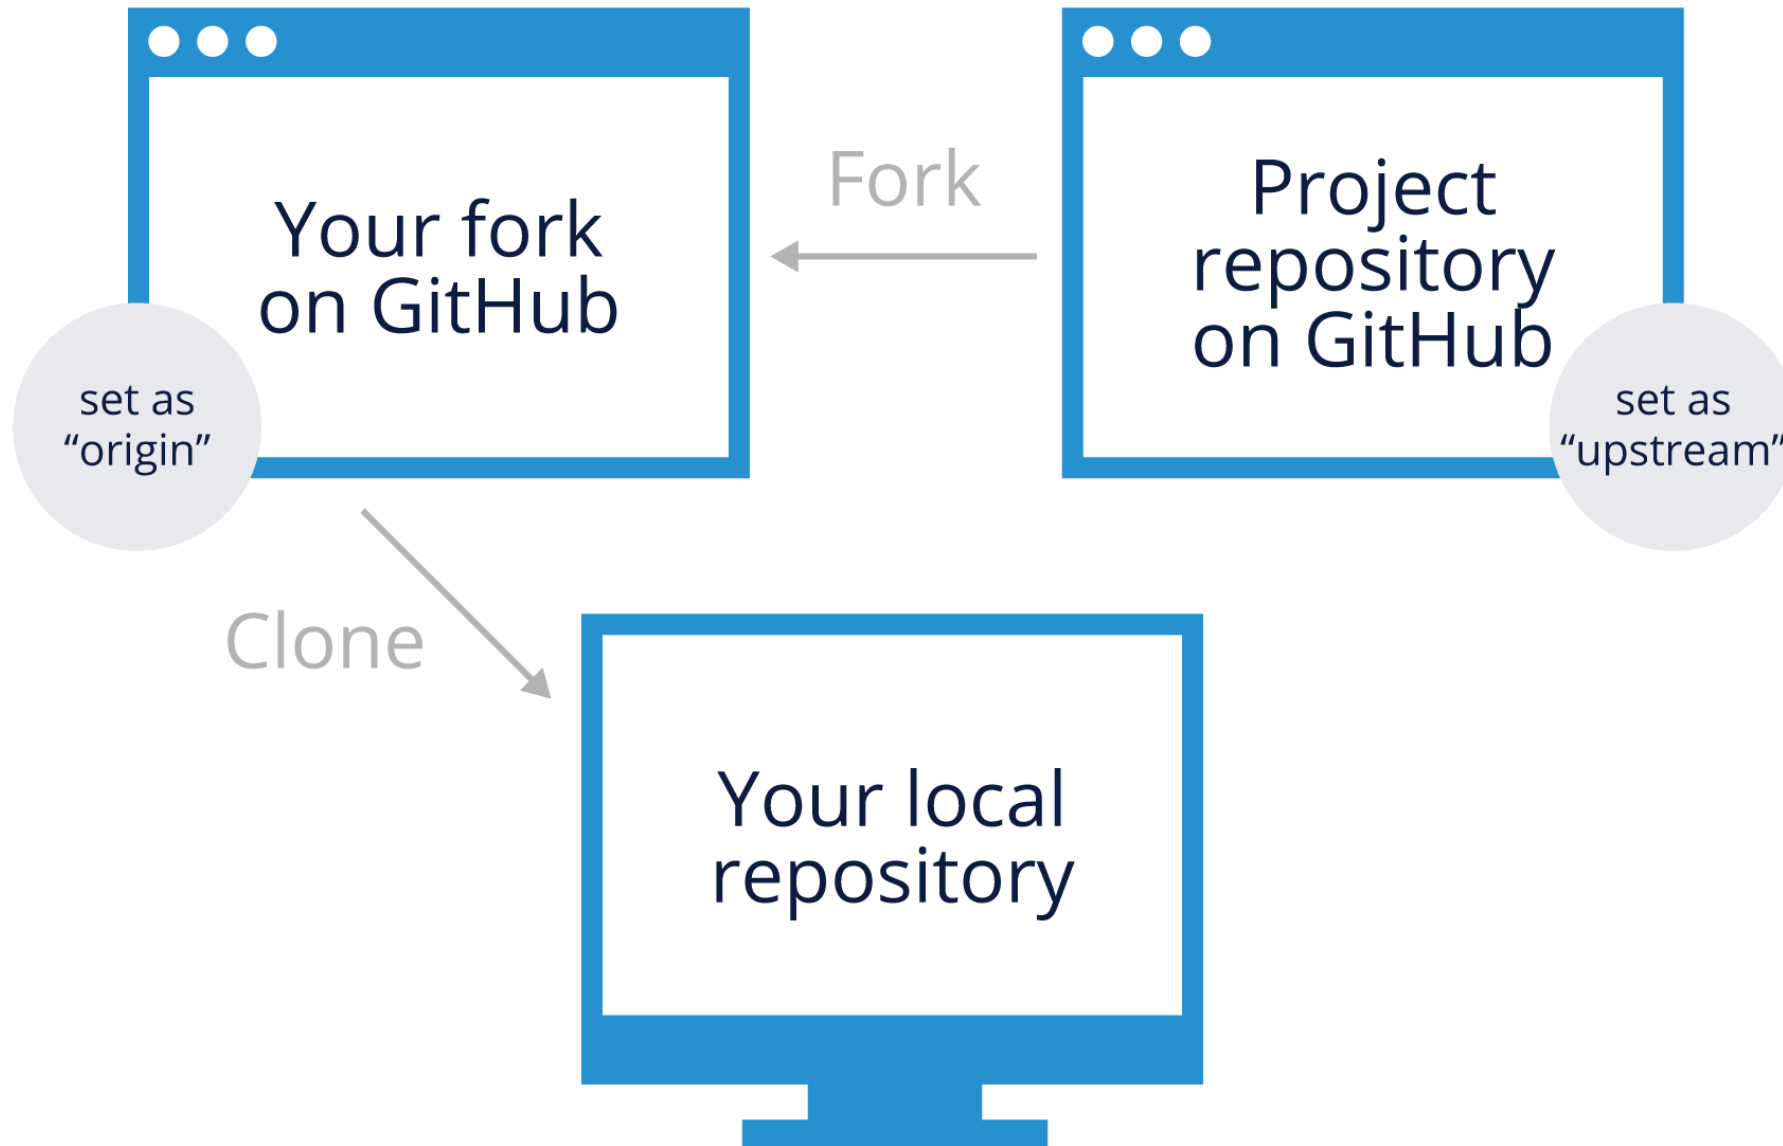 Your fork
on GitHub
set as
“origin”
Fork
Project
repository
on GitHub
set as
“upstream”
Clone
Your local
repository